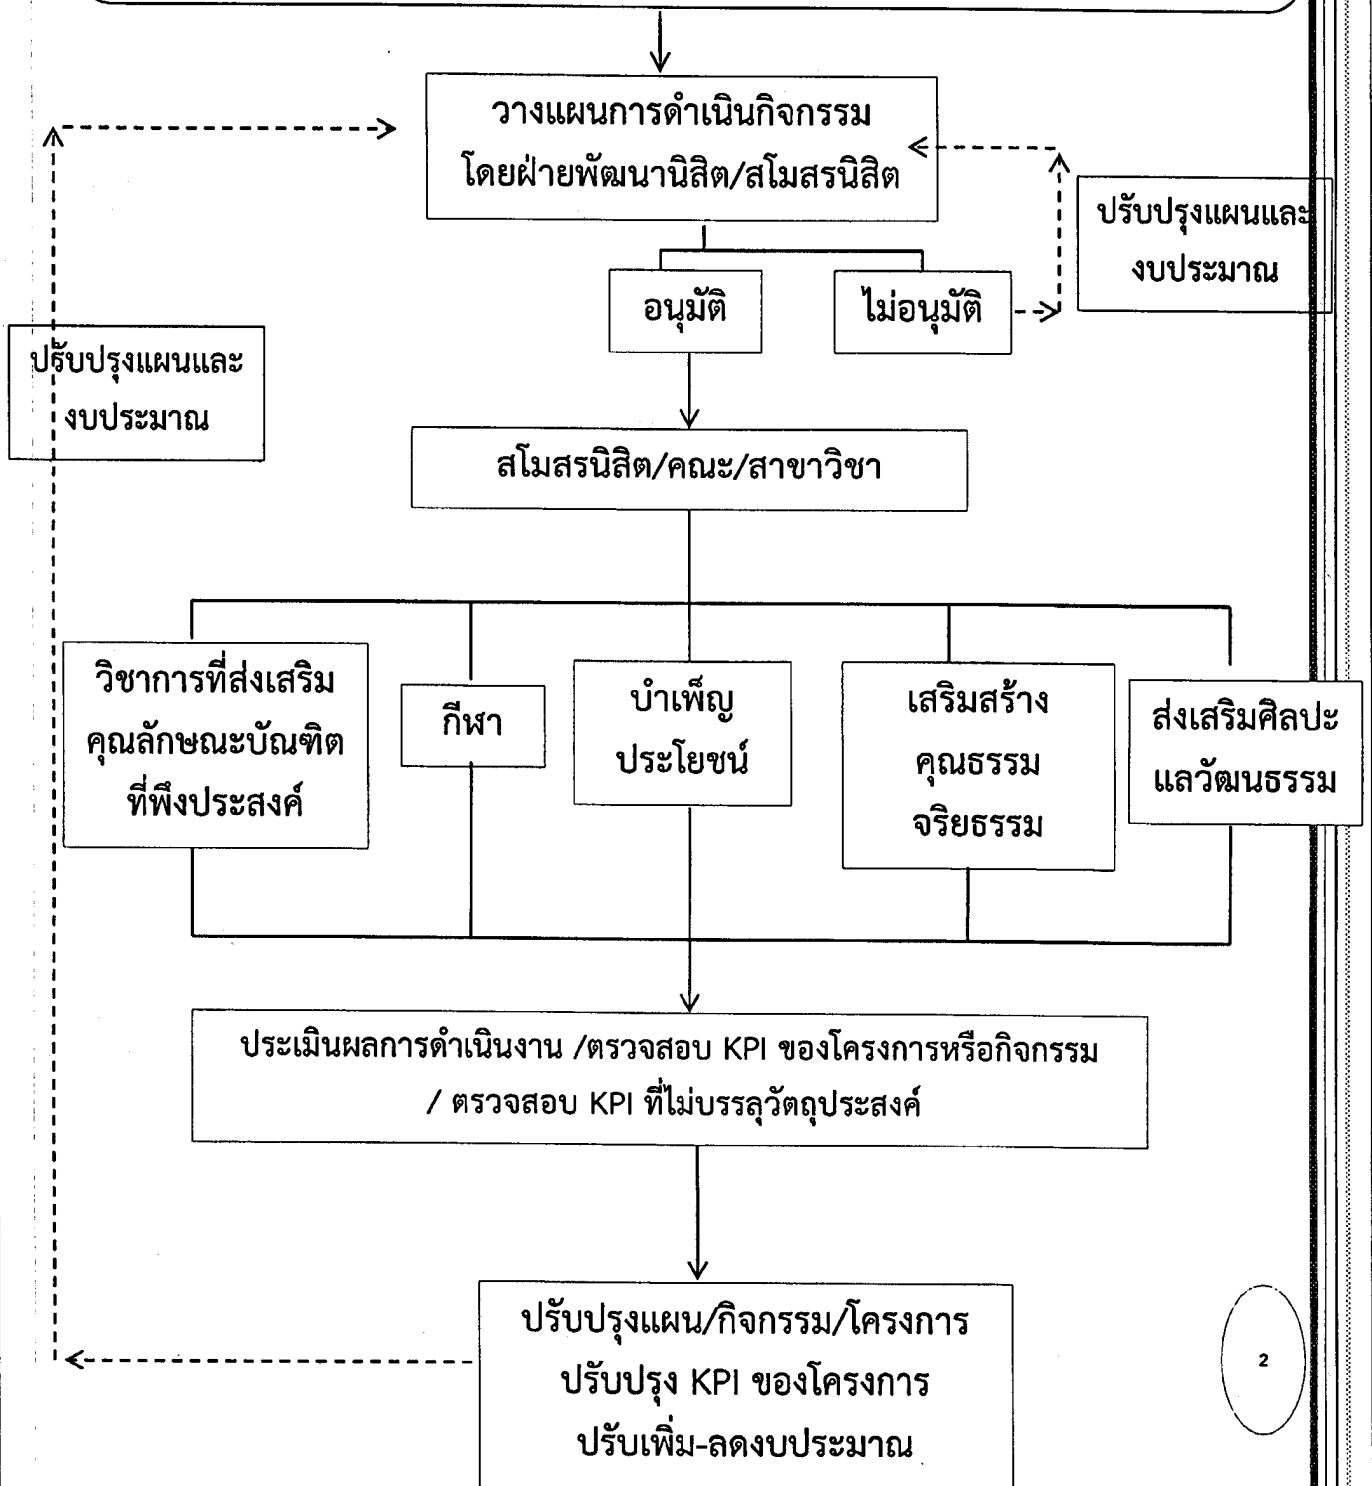 วางแผนการดำเนินกิจกรรม
โดยฝ่ายพัฒนานิสิต/สโมสรนิสิต
ปรับปรุงแผนและ
งบประมาณ
อนุมัติ
ไม่อนุมัติ
ปรับปรุงแผนและ
งบประมาณ
สโมสรนิสิต/คณะ/สาขาวิชา
วิชาการที่ส่งเสริม
คุณลักษณะบัณฑิต
ที่พึงประสงค์
กีฬา
บำเพ็ญ
ประโยชน์
เสริมสร้าง
คุณธรรม
จริยธรรม
ส่งเสริมศิลปะ
แลวัฒนธรรม
ประเมินผลการดำเนินงาน /ตรวจสอบ KPI ของโครงการหรือกิจกรรม
/ ตรวจสอบ KPI ที่ไม่บรรลุวัตถุประสงค์
ปรับปรุงแผน/กิจกรรม/โครงการ
ปรับปรุง KPI ของโครงการ
ปรับเพิ่ม-ลดงบประมาณ
2